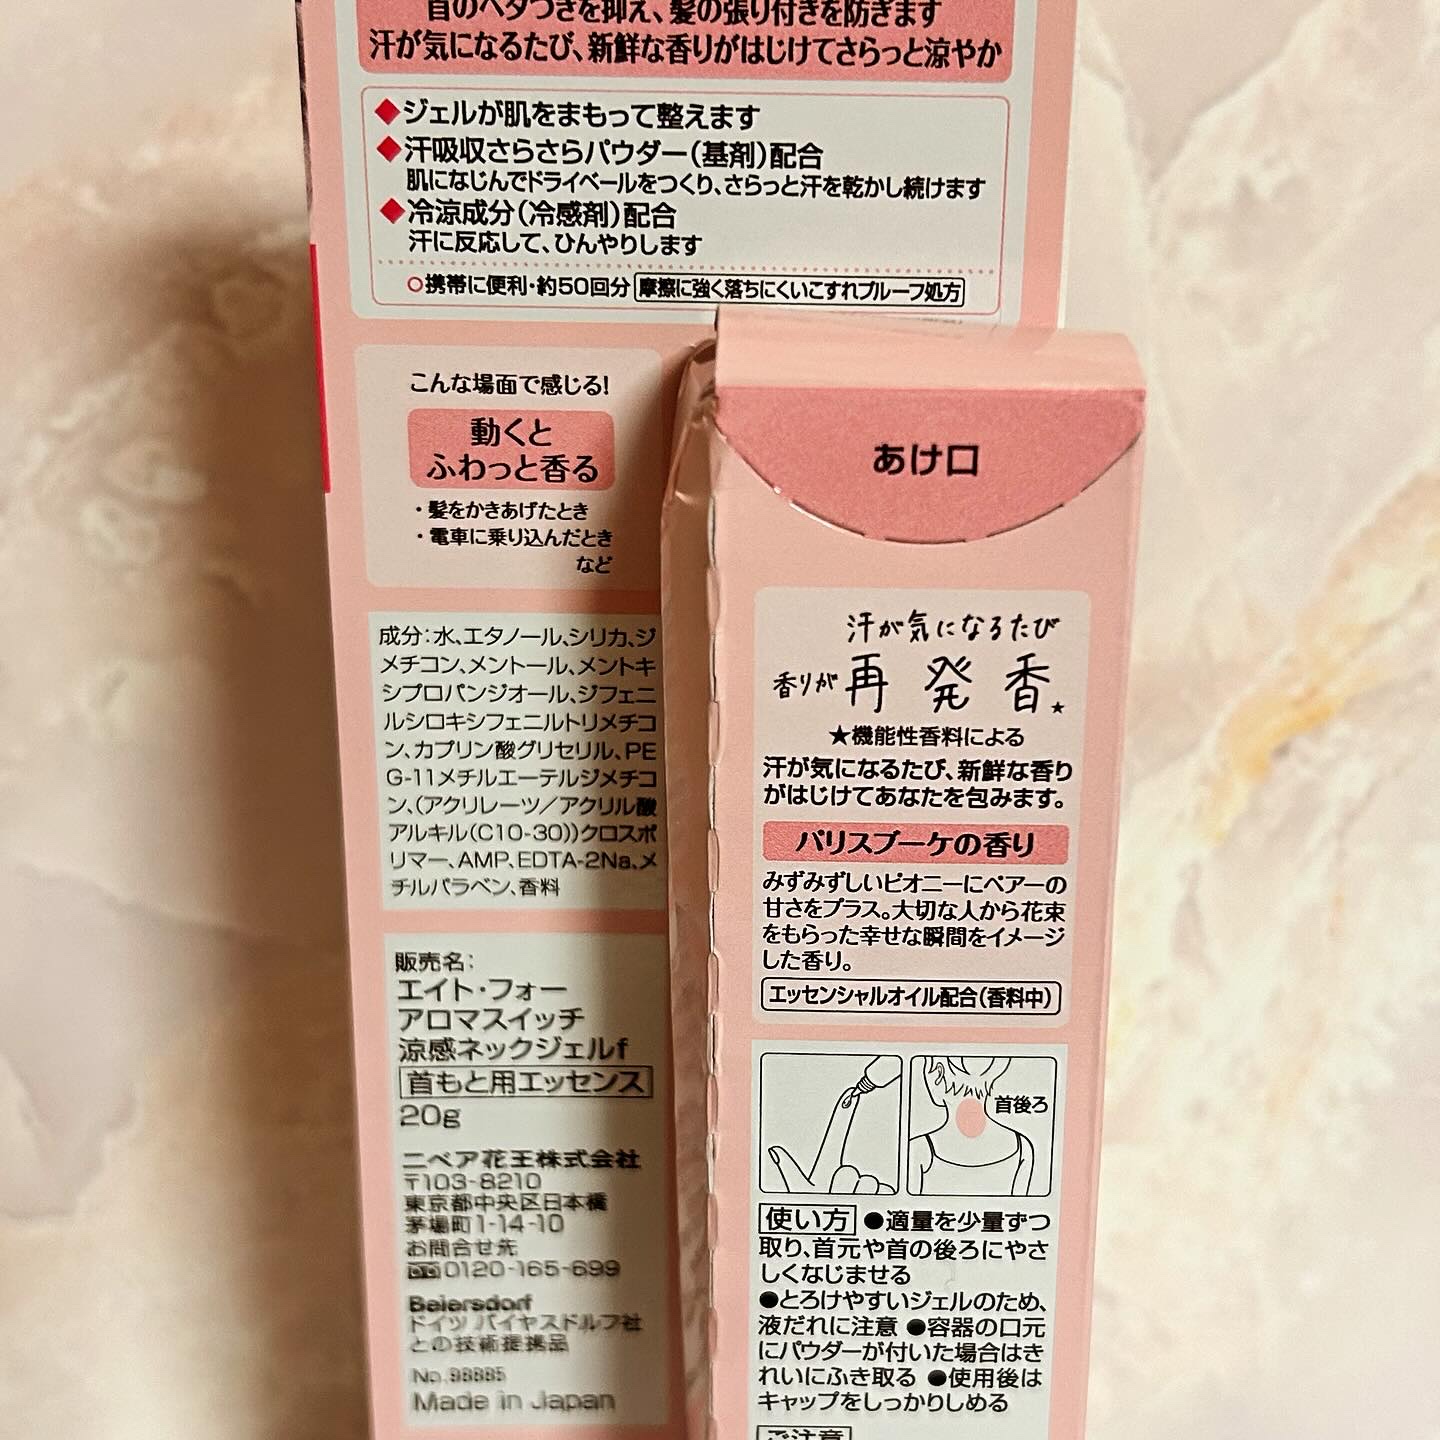 首のベタつきを抑え、髪の張り付きを防ぎます
汗が気になるたび、新鮮な香りがはじけてさらっと涼やか
◆ジェルが肌をまもって整えます
◆汗吸収さらさらパウダー(基剤)配合
肌になじんでドライベールをつくり、さらっと汗を乾かし続けます
◆冷涼成分(冷感剤)配合
汗に反応して、ひんやりします
○携帯に便利・約50回分 摩擦に強く落ちにくいこすれプルーフ処方
こんな場面で感じる!
動くと
ふわっと香る
・髪をかきあげたとき
・電車に乗り込んだとき
など
成分:水、エタノール、シリカ、ジ
メチコン、メントール、メントキ
シプロパンジオール、ジフェニ
ルシロキシフェニルトリメチコ
ン、カプリン酸グリセリル、PE
G-11メチルエーテルジメチコ
ン、(アクリレーツ/アクリル酸
アルキル(C10-30))クロスポ
リマー、AMP、EDTA-2Na、メ
チルパラベン、香料
販売名:
エイト・フォー
アロマスイッチ
涼感ネックジェルf
首もと用エッセンス
20g
ニベア花王株式会社
〒103-8210
東京都中央区日本橋
茅場町1-14-10
お問合せ先
0120-165-699
Beiersdorf
ドイツ バイヤスドルフ社
との技術提携品
No.98885
Made in Japan
あけ口
汗が気になるたび
香りが再発香★
★機能性香料による
汗が気になるたび、新鮮な香り
がはじけてあなたを包みます。
パリスブーケの香り
みずみずしいピオニーにペアーの
甘さをプラス。大切な人から花束
をもらった幸せな瞬間をイメージ
した香り。
エッセンシャルオイル配合(香料中)
首後ろ
使い方 ●適量を少量ずつ
取り、首元や首の後ろにやさ
しくなじませる
●とろけやすいジェルのため、
液だれに注意 ●容器の口元
にパウダーが付いた場合はき
れいにふき取る ●使用後は
キャップをしっかりしめる
ご注意